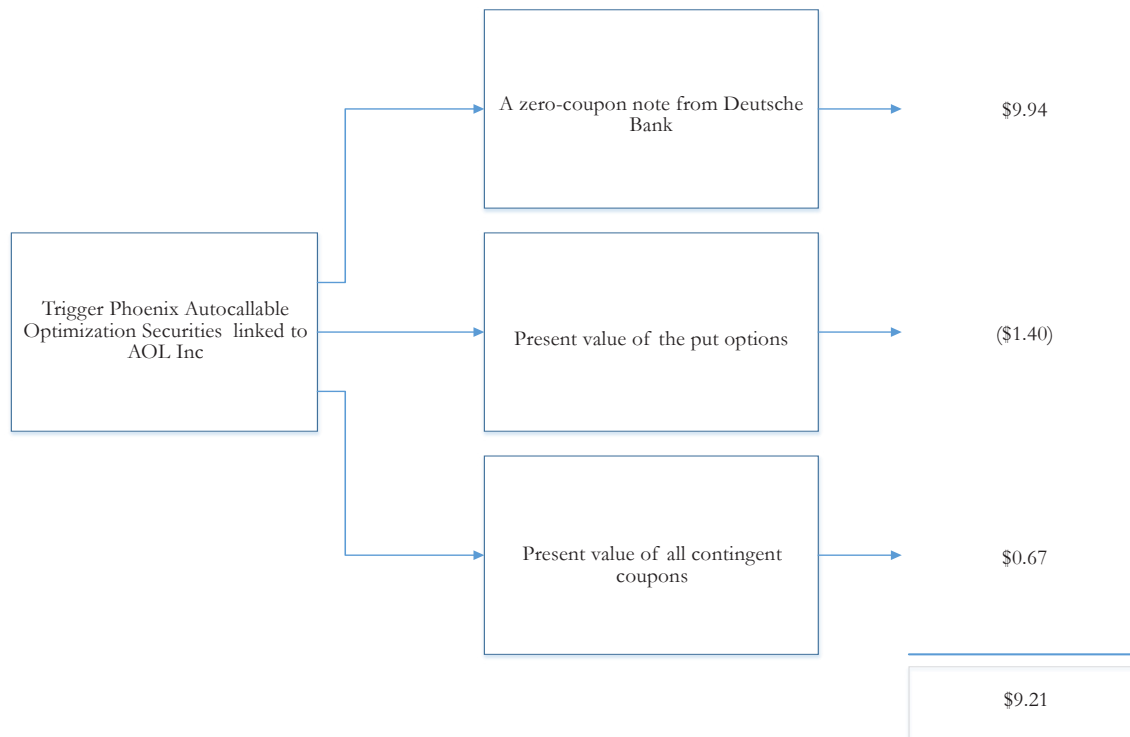 A zero-coupon note from Deutsche
Bank
$9.94
Trigger Phoenix Autocallable
Optimization Securities linked to
AOL Inc
Present value of the put options
($1.40)
Present value of all contingent
coupons
$0.67
$9.21